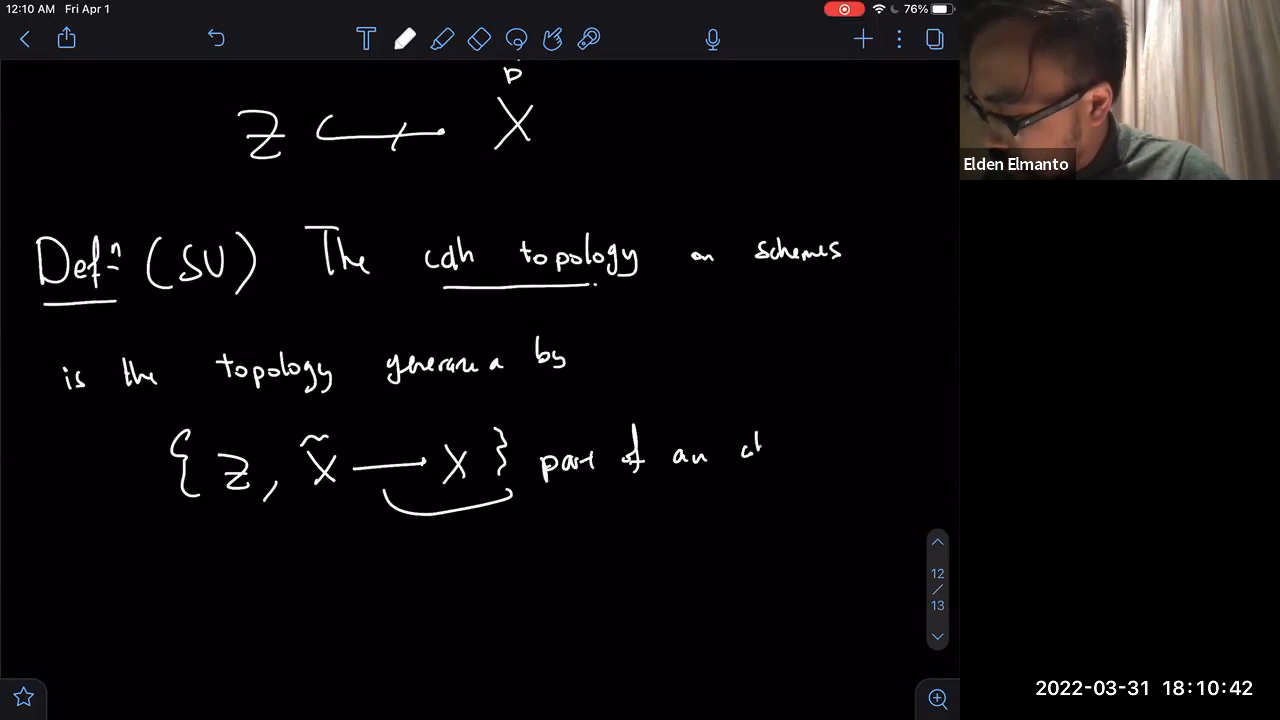 12:10 AM Fri Apr 1
76%
T
p
Z X
Elden Elmanto
Defⁿ (SV) The cdh topology on schemes
is the topology by
{ Z, X̃ → X } part of an
12
13
2022-03-31 18:10:42